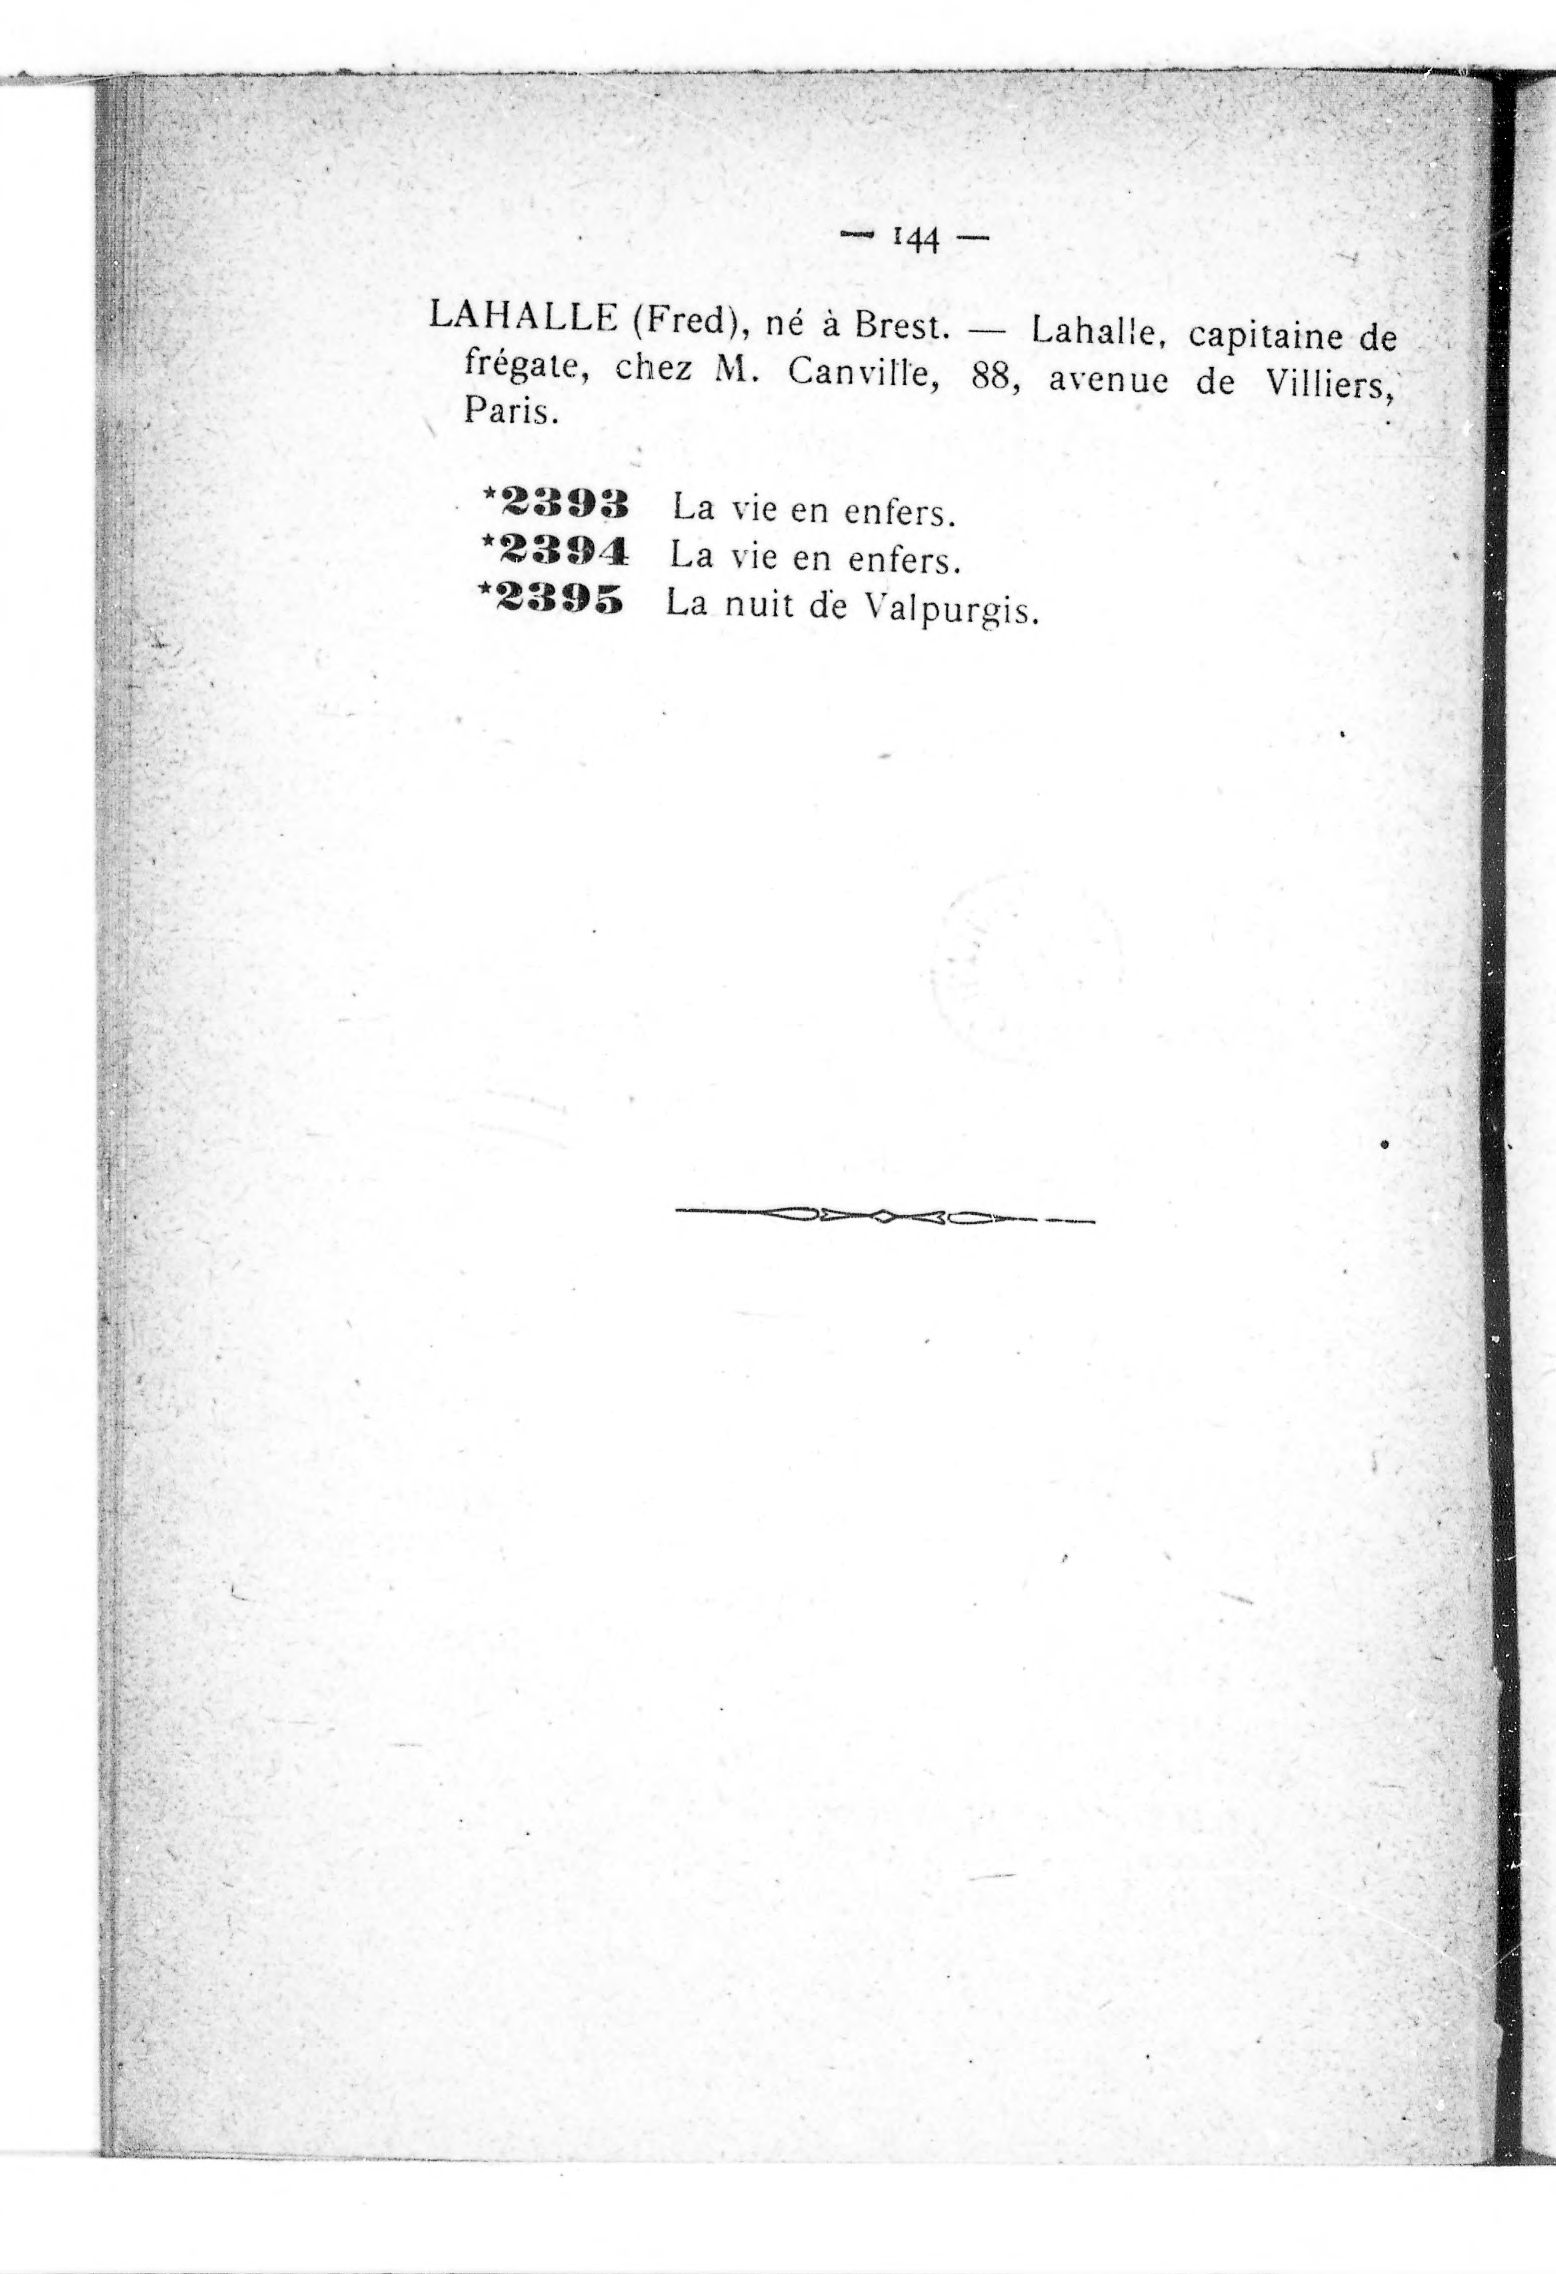 — 144 —
LAHALLE (Fred), né à Brest. — Lahalle, capitaine de
frégate, chez M. Canville, 88, avenue de Villiers,
Paris.
*2393 La vie en enfers.
*2394 La vie en enfers.
*2395 La nuit de Valpurgis.